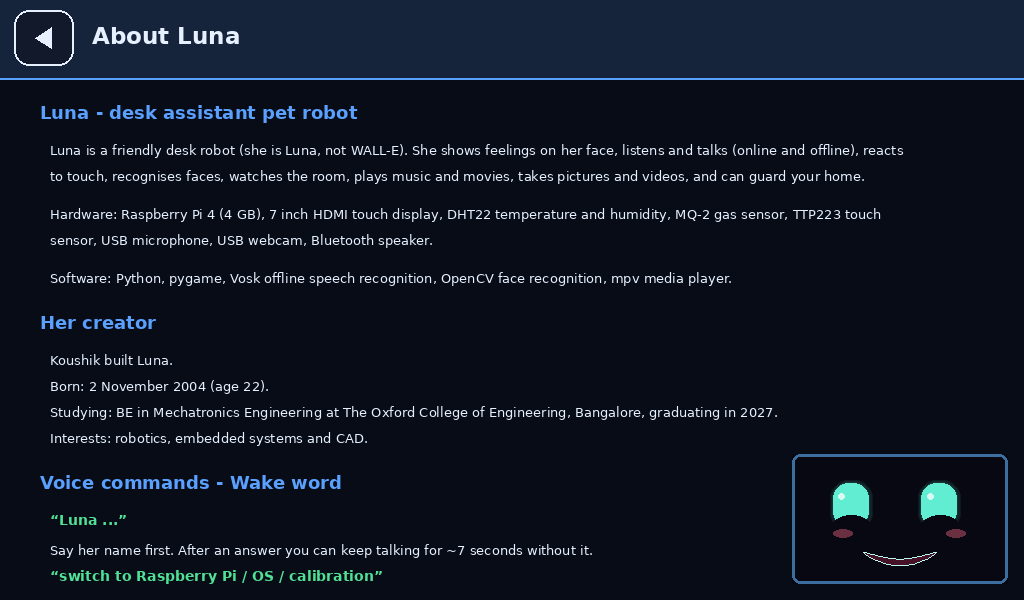 About Luna
Luna - desk assistant pet robot
Luna is a friendly desk robot (she is Luna, not WALL-E). She shows feelings on her face, listens and talks (online and offline), reacts
to touch, recognises faces, watches the room, plays music and movies, takes pictures and videos, and can guard your home.
Hardware: Raspberry Pi 4 (4 GB), 7 inch HDMI touch display, DHT22 temperature and humidity, MQ-2 gas sensor, TTP223 touch
sensor, USB microphone, USB webcam, Bluetooth speaker.
Software: Python, pygame, Vosk offline speech recognition, OpenCV face recognition, mpv media player.
Her creator
Koushik built Luna.
Born: 2 November 2004 (age 22).
Studying: BE in Mechatronics Engineering at The Oxford College of Engineering, Bangalore, graduating in 2027.
Interests: robotics, embedded systems and CAD.
Voice commands - Wake word
“Luna ...”
Say her name first. After an answer you can keep talking for ~7 seconds without it.
“switch to Raspberry Pi / OS / calibration”